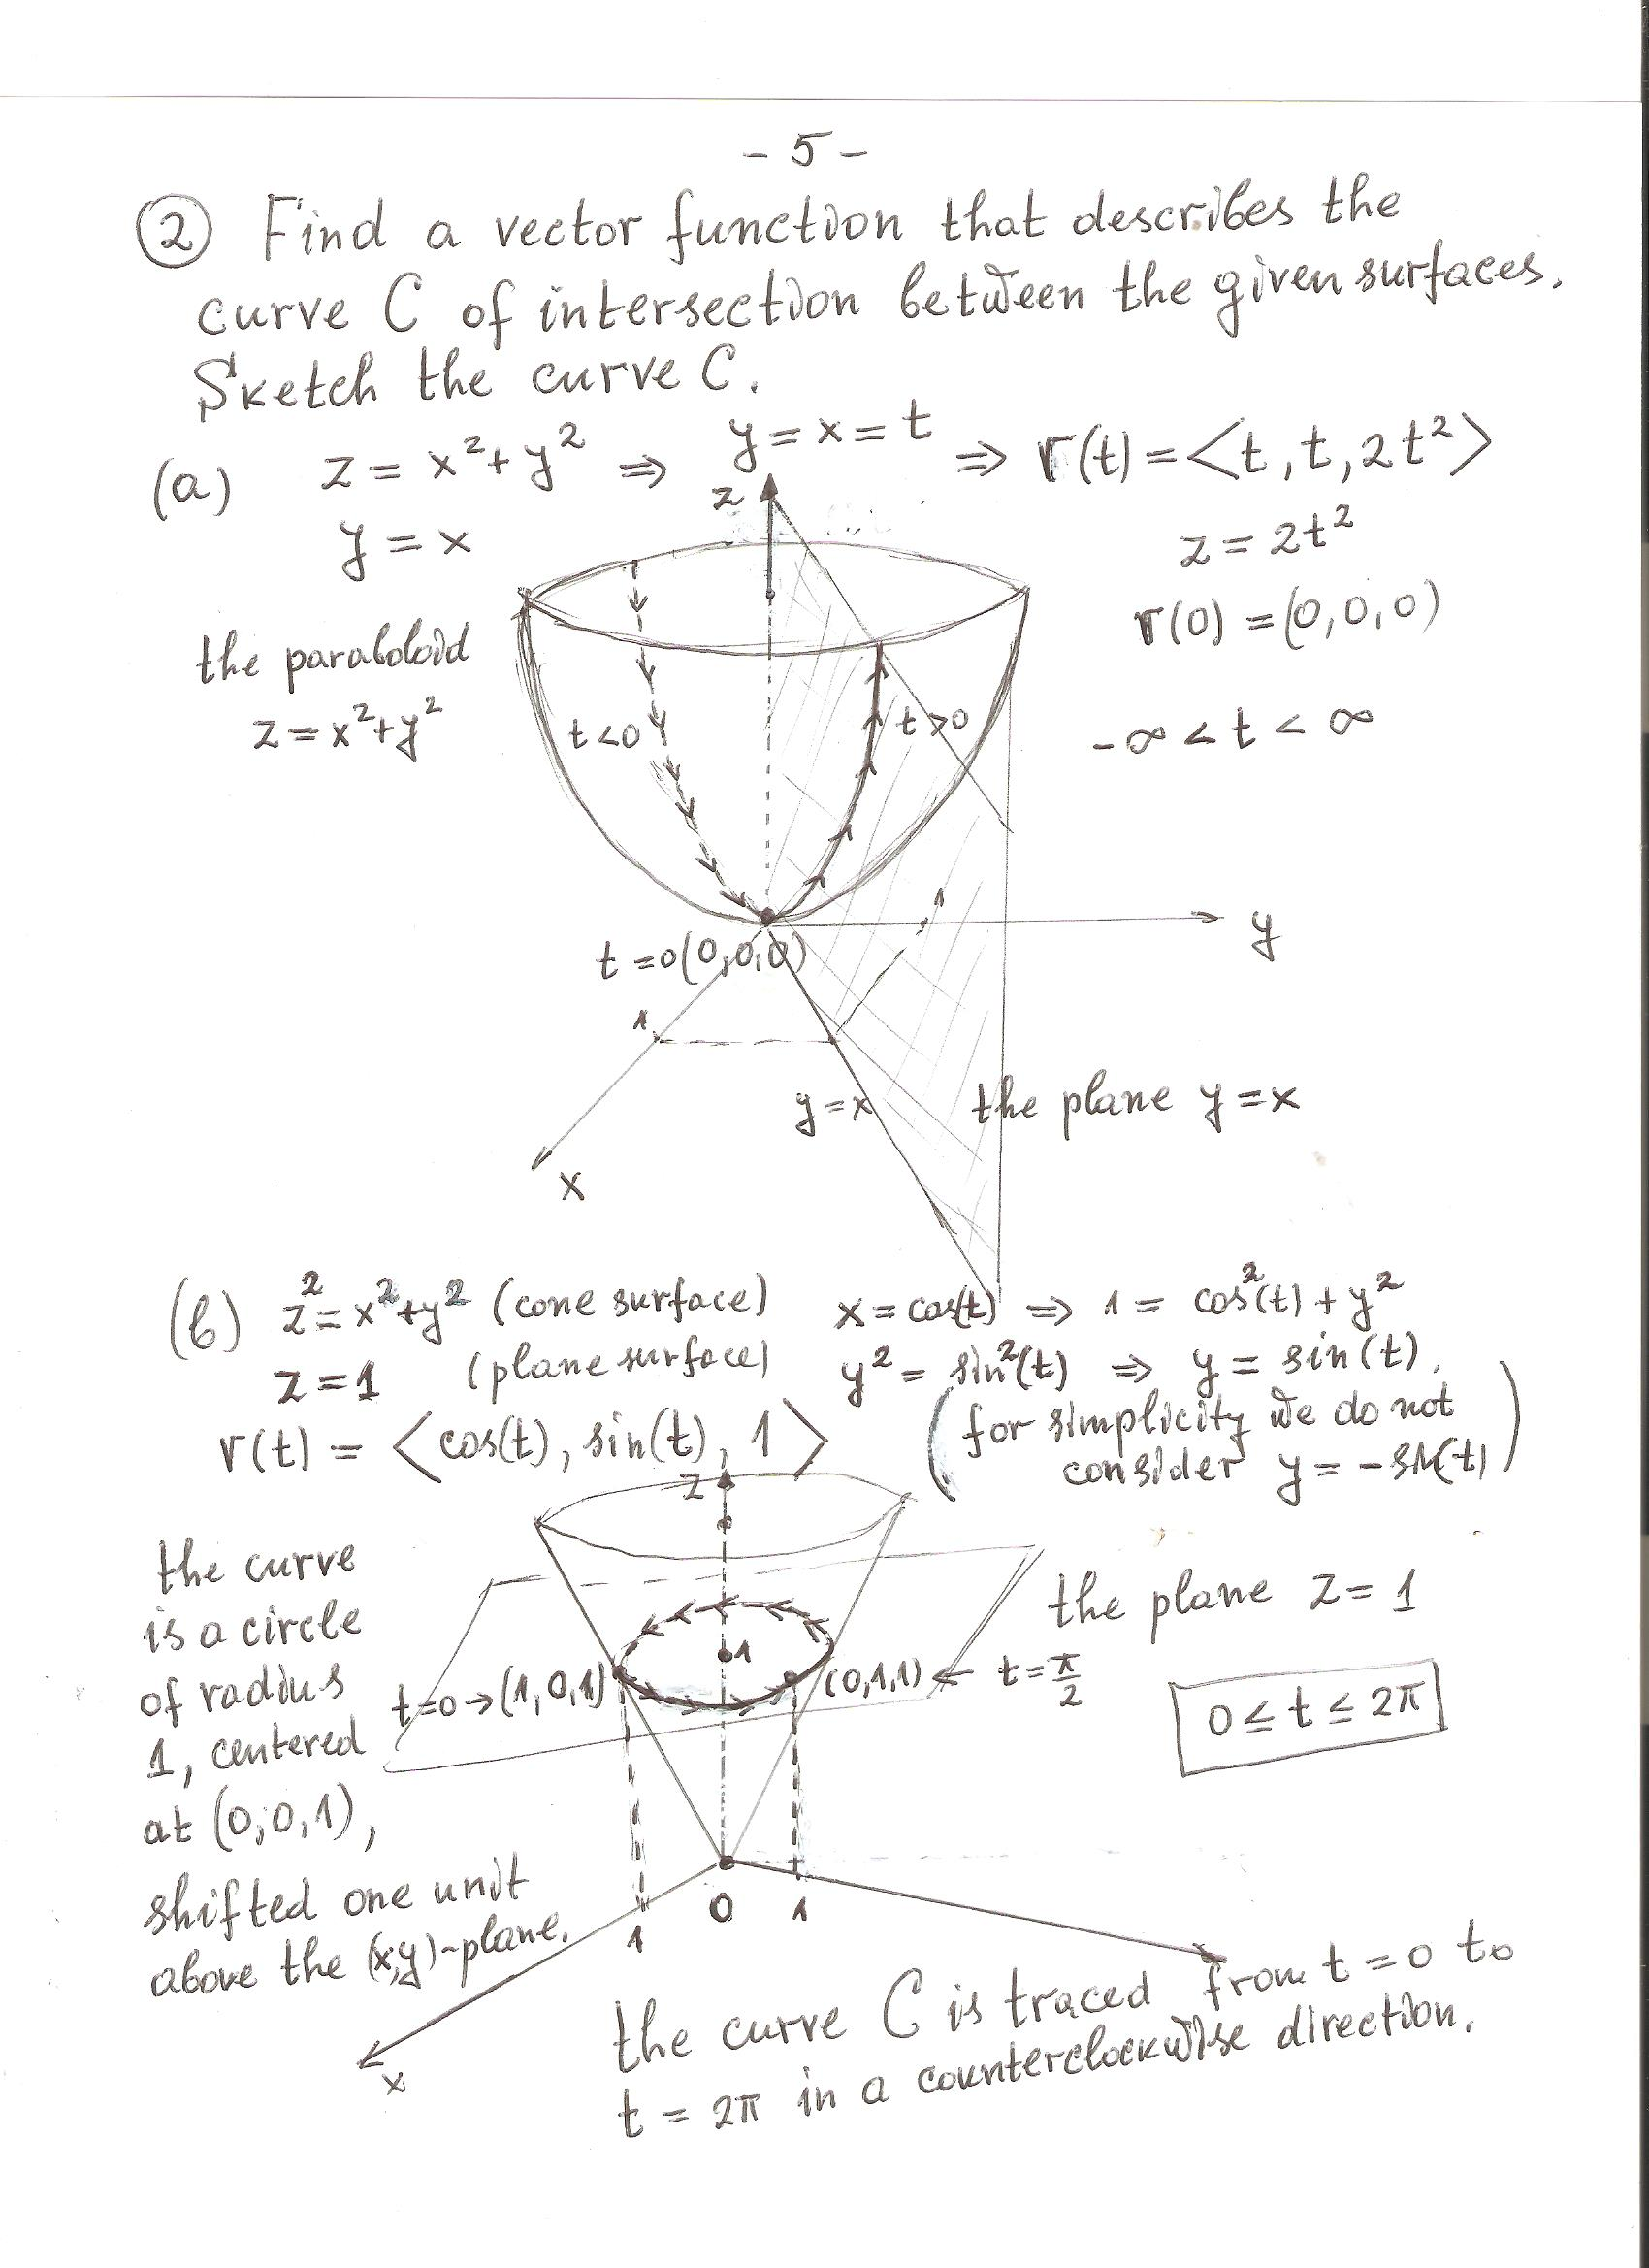 - 5 -
② Find a vector function that describes the
curve C of intersection between the given surfaces.
Sketch the curve C.
(a) z = x² + y² ⇒ y = x = t ⇒ r(t) = <t, t, 2t²>
y = x
z = 2t²
r(0) = (0,0,0)
-∞ < t < ∞
the paraboloid
z = x² + y²
z
t<0
t>0
t=0(0,0,0)
1
1
y
x
y=x
the plane y=x
(b) z² = x² + y² (cone surface) x = cos(t) ⇒ 1 = cos²(t) + y²
z = 1 (plane surface) y² = sin²(t) ⇒ y = sin(t).
r(t) = <cos(t), sin(t), 1>
(for simplicity we do not
consider y = -sin(t))
z
the curve
is a circle
of radius
1, centered
at (0,0,1),
shifted one unit
above the (x,y)-plane.
the plane z = 1
1
t=0→(1,0,1)
(0,1,1) ← t = π/2
0 ≤ t ≤ 2π
0
1
1
x
the curve C is traced from t = 0 to
t = 2π in a counterclockwise direction.